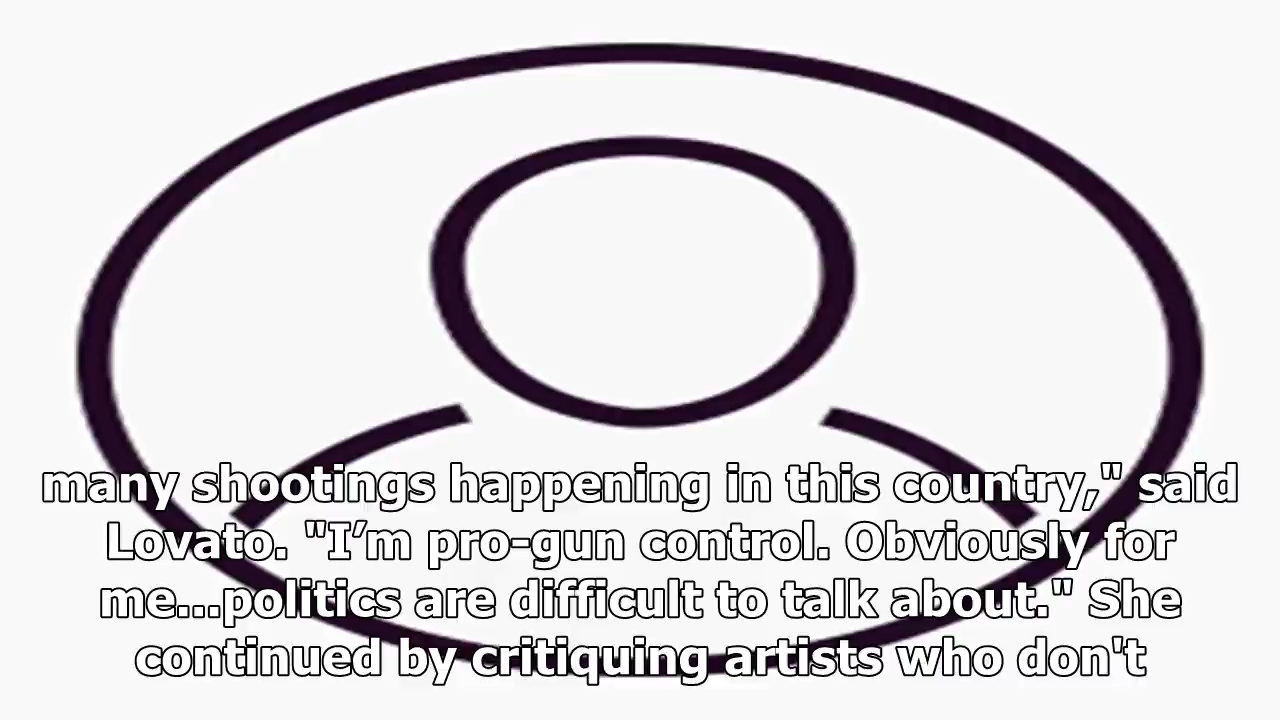 many shootings happening in this country," said
Lovato. "I’m pro-gun control. Obviously for
me...politics are difficult to talk about." She
continued by critiquing artists who don't